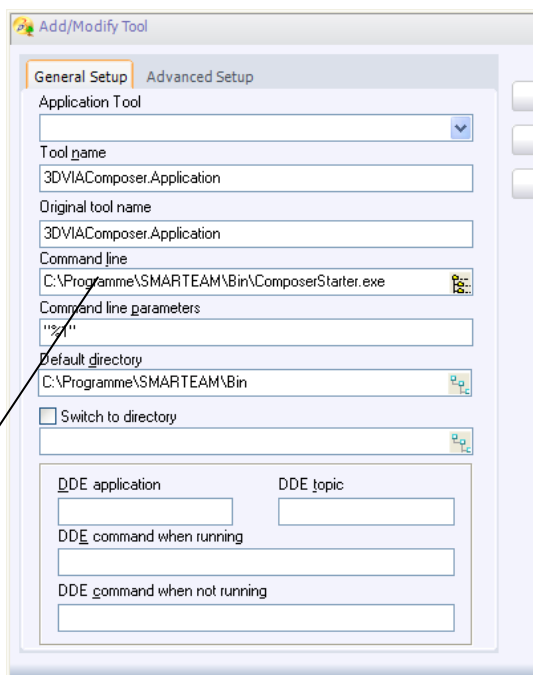 Add/Modify Tool
General Setup Advanced Setup
Application Tool
Tool name
3DVIAComposer.Application
Original tool name
3DVIAComposer.Application
Command line
C:\Programme\SMARTEAM\Bin\ComposerStarter.exe
Command line parameters
"%1"
Default directory
C:\Programme\SMARTEAM\Bin
Switch to directory
DDE application DDE topic
DDE command when running
DDE command when not running